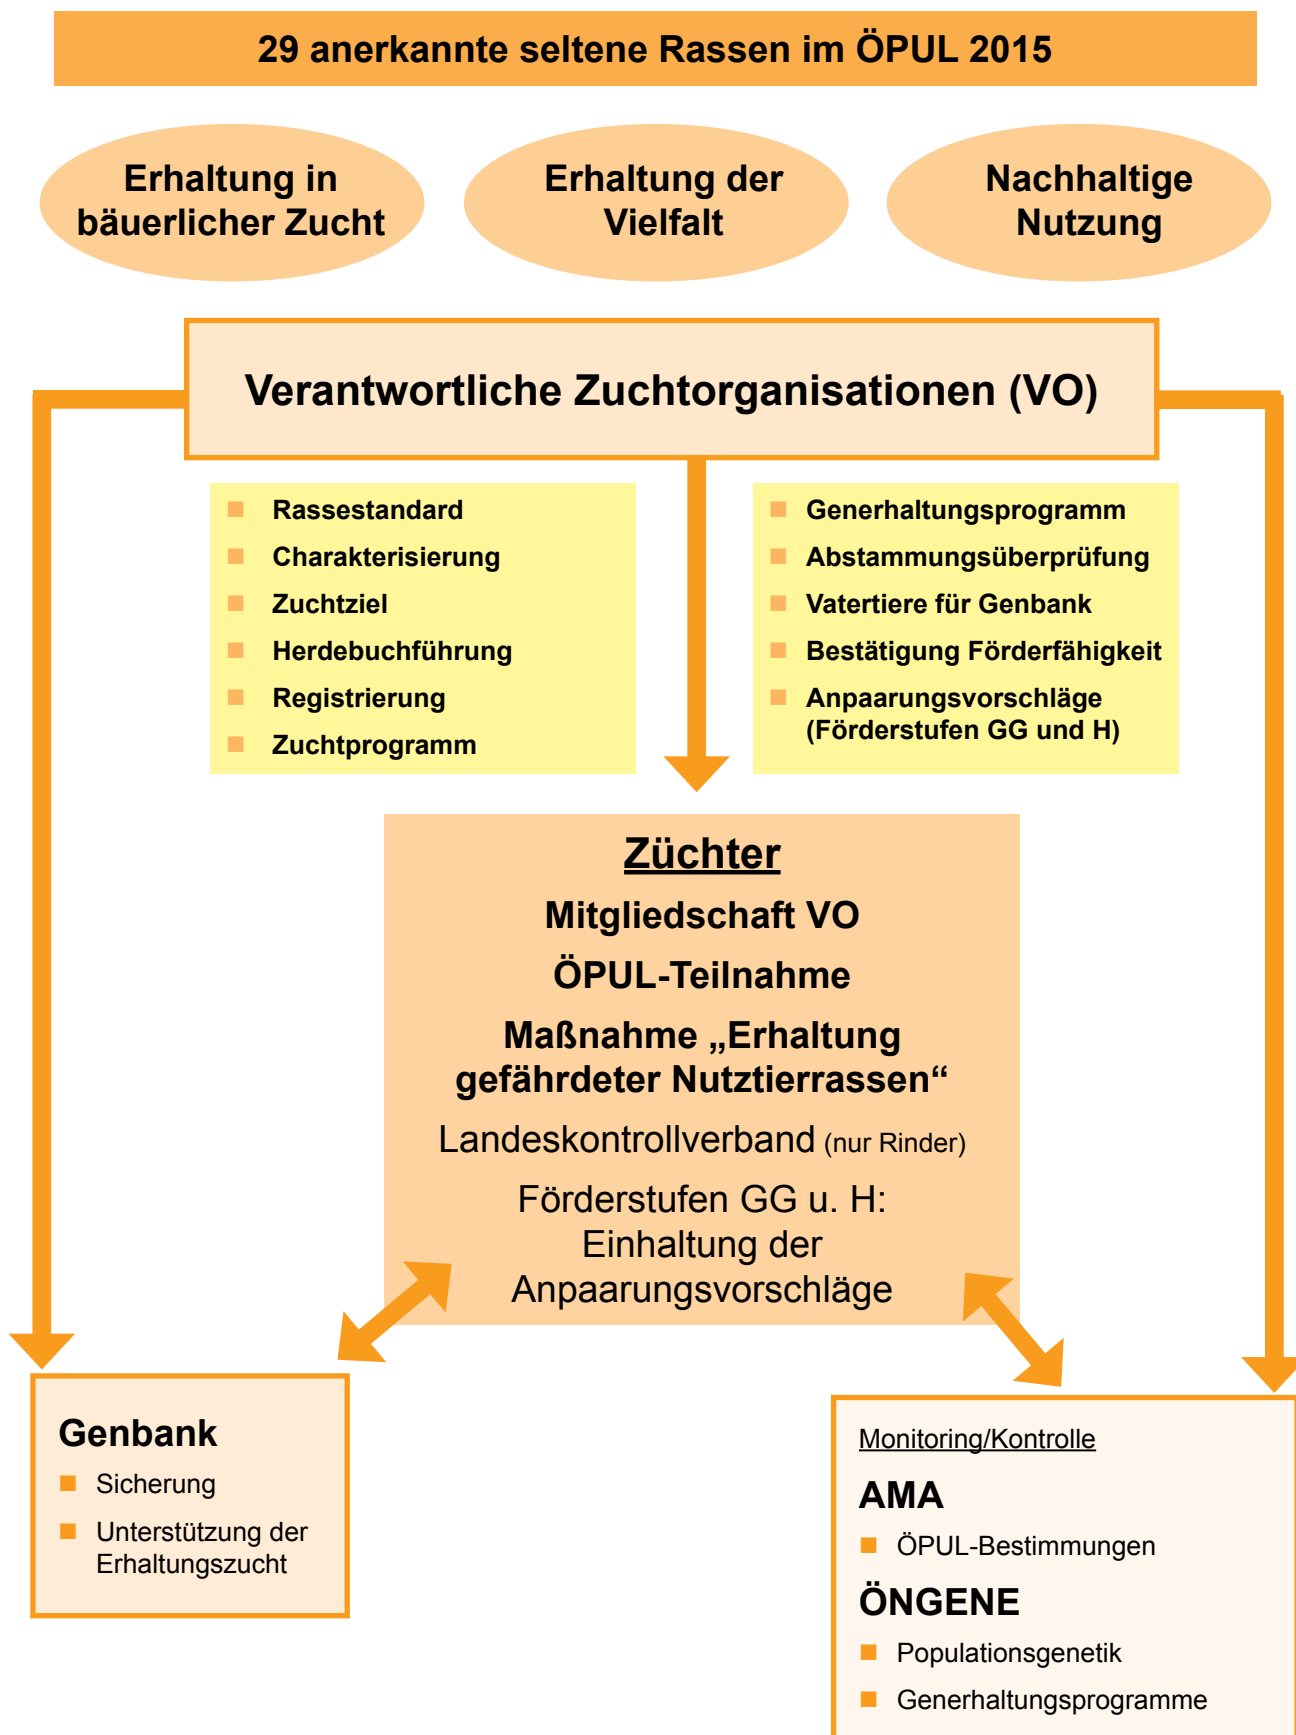 29 anerkannte seltene Rassen im ÖPUL 2015
Erhaltung in
bäuerlicher Zucht
Erhaltung der
Vielfalt
Nachhaltige
Nutzung
Verantwortliche Zuchtorganisationen (VO)
Rassestandard
Charakterisierung
Zuchtziel
Herdebuchführung
Registrierung
Zuchtprogramm
Generhaltungsprogramm
Abstammungsüberprüfung
Vatertiere für Genbank
Bestätigung Förderfähigkeit
Anpaarungsvorschläge
(Förderstufen GG und H)
Züchter
Mitgliedschaft VO
ÖPUL-Teilnahme
Maßnahme „Erhaltung
gefährdeter Nutztierrassen“
Landeskontrollverband (nur Rinder)
Förderstufen GG u. H:
Einhaltung der
Anpaarungsvorschläge
Genbank
Sicherung
Unterstützung der
Erhaltungszucht
Monitoring/Kontrolle
AMA
ÖPUL-Bestimmungen
ÖNGENE
Populationsgenetik
Generhaltungsprogramme